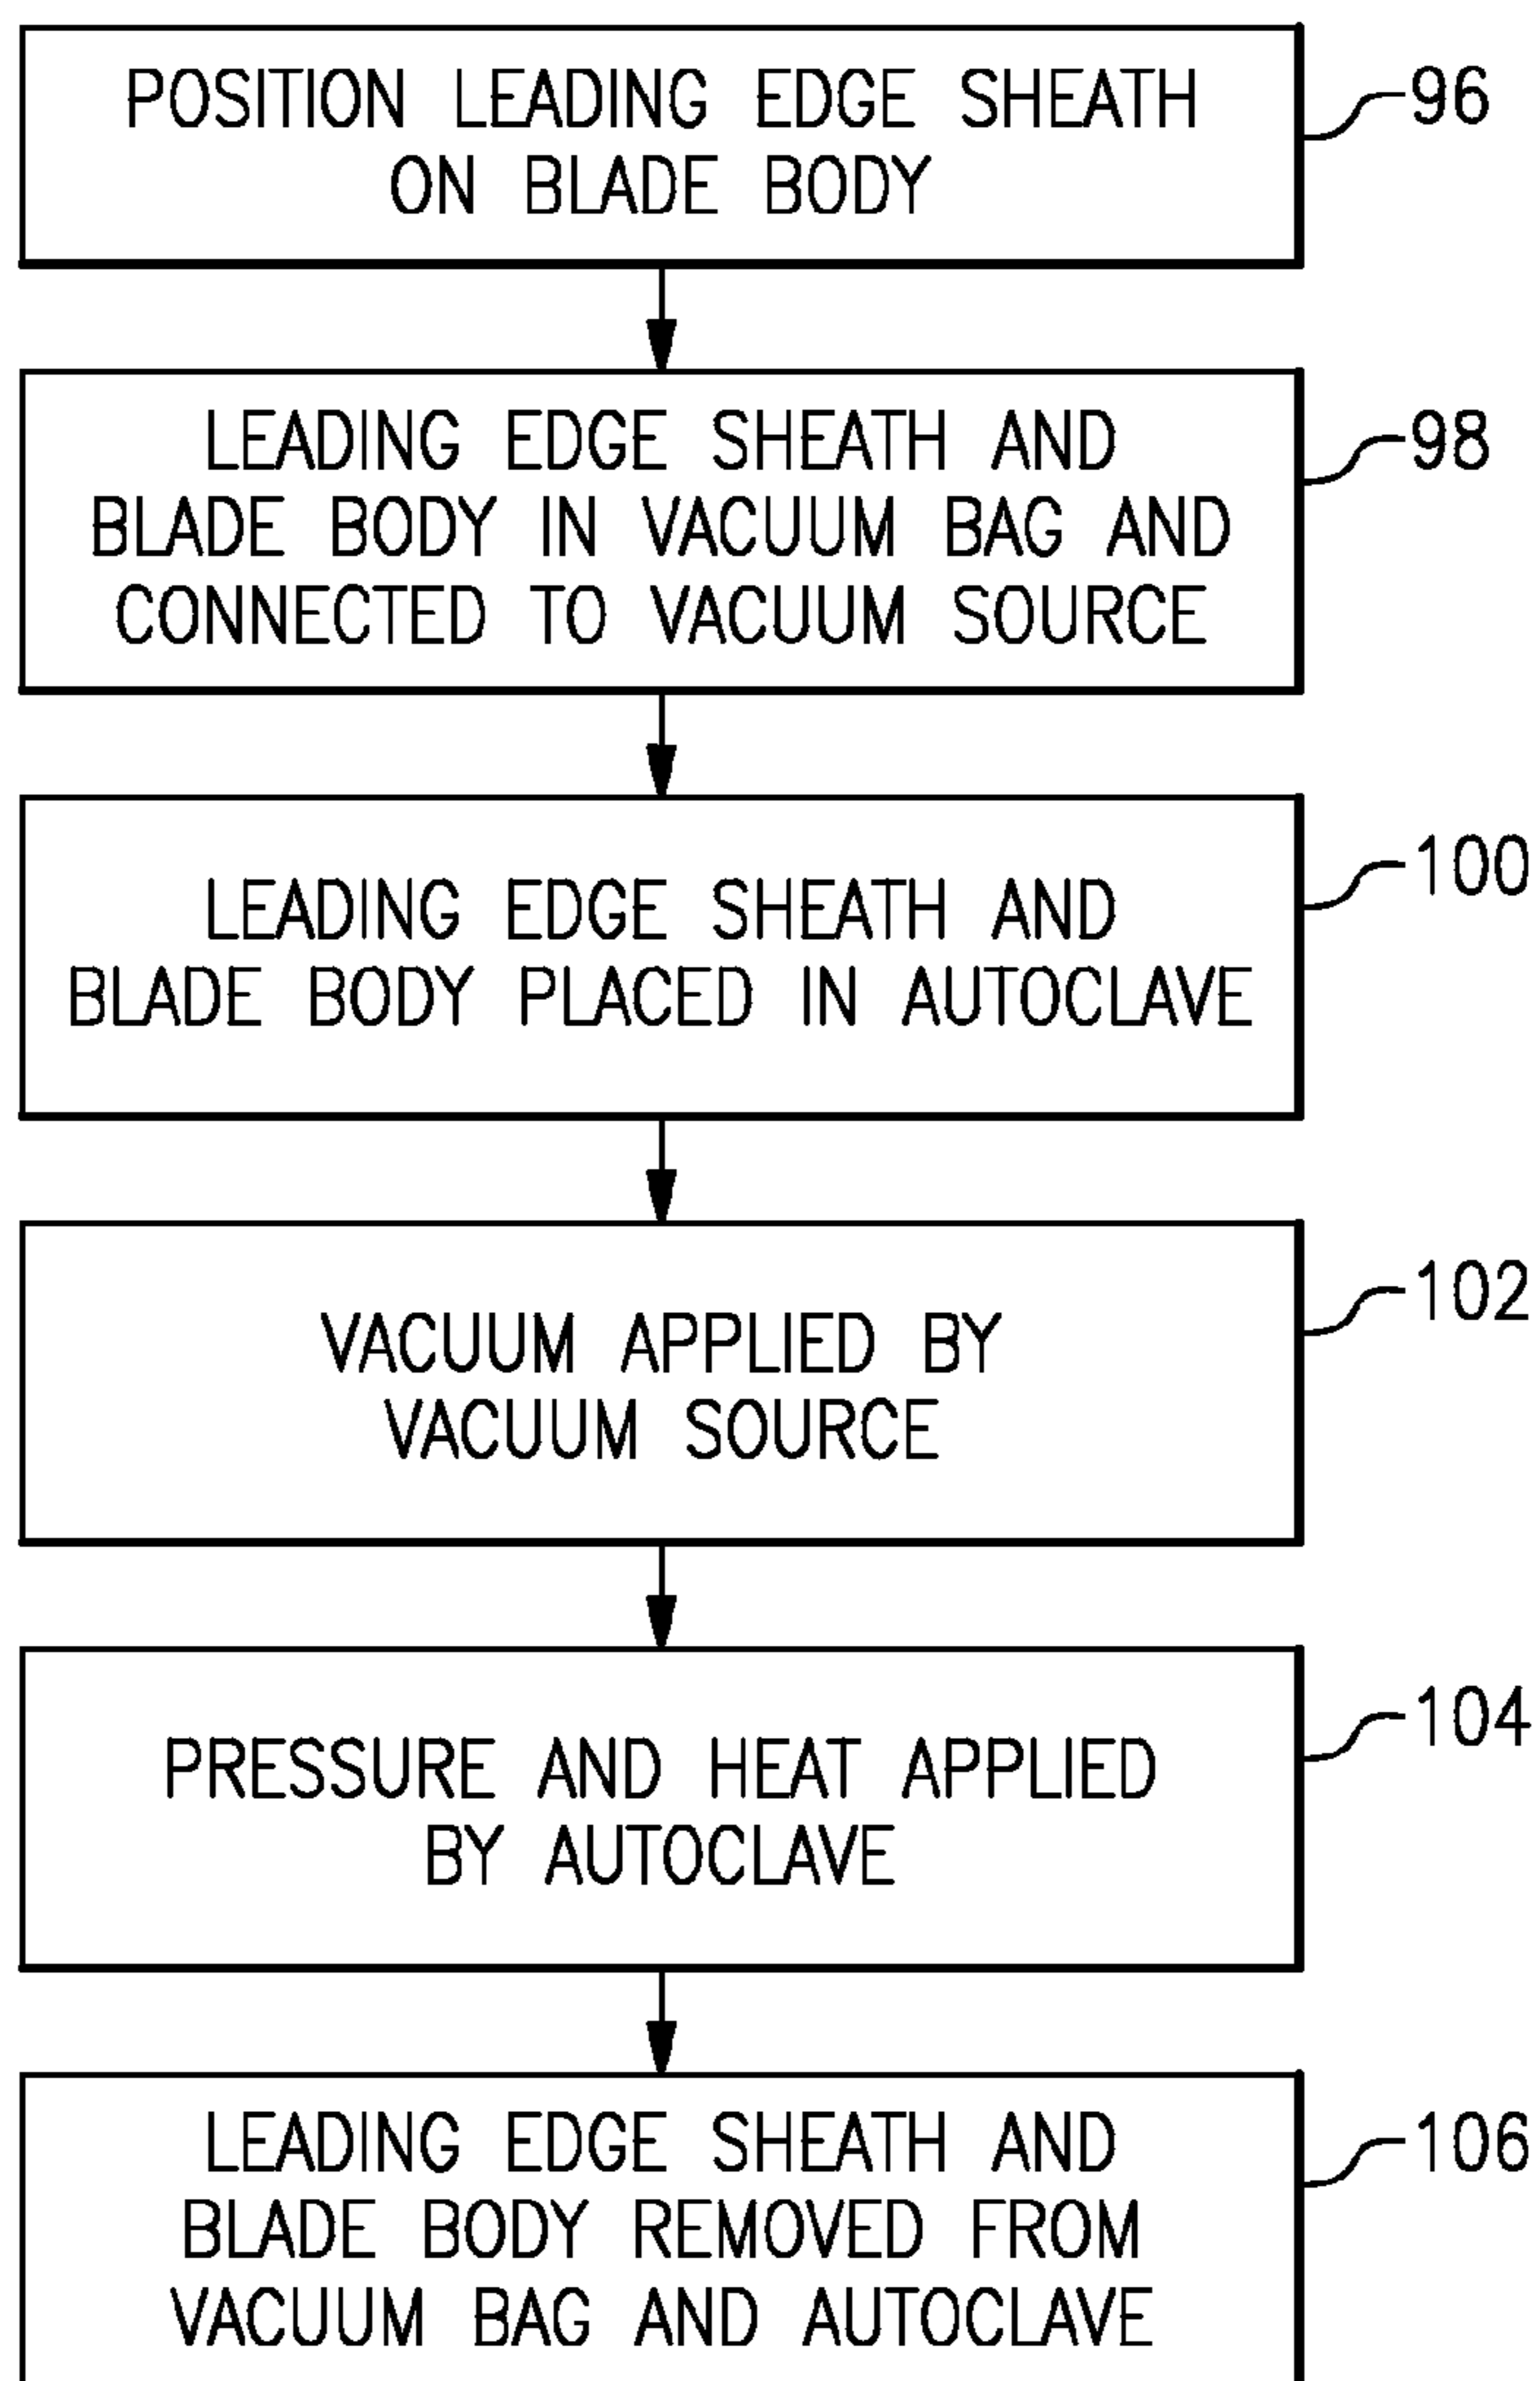 POSITION LEADING EDGE SHEATH
ON BLADE BODY
96
LEADING EDGE SHEATH AND
BLADE BODY IN VACUUM BAG AND
CONNECTED TO VACUUM SOURCE
98
LEADING EDGE SHEATH AND
BLADE BODY PLACED IN AUTOCLAVE
100
VACUUM APPLIED BY
VACUUM SOURCE
102
PRESSURE AND HEAT APPLIED
BY AUTOCLAVE
104
LEADING EDGE SHEATH AND
BLADE BODY REMOVED FROM
VACUUM BAG AND AUTOCLAVE
106